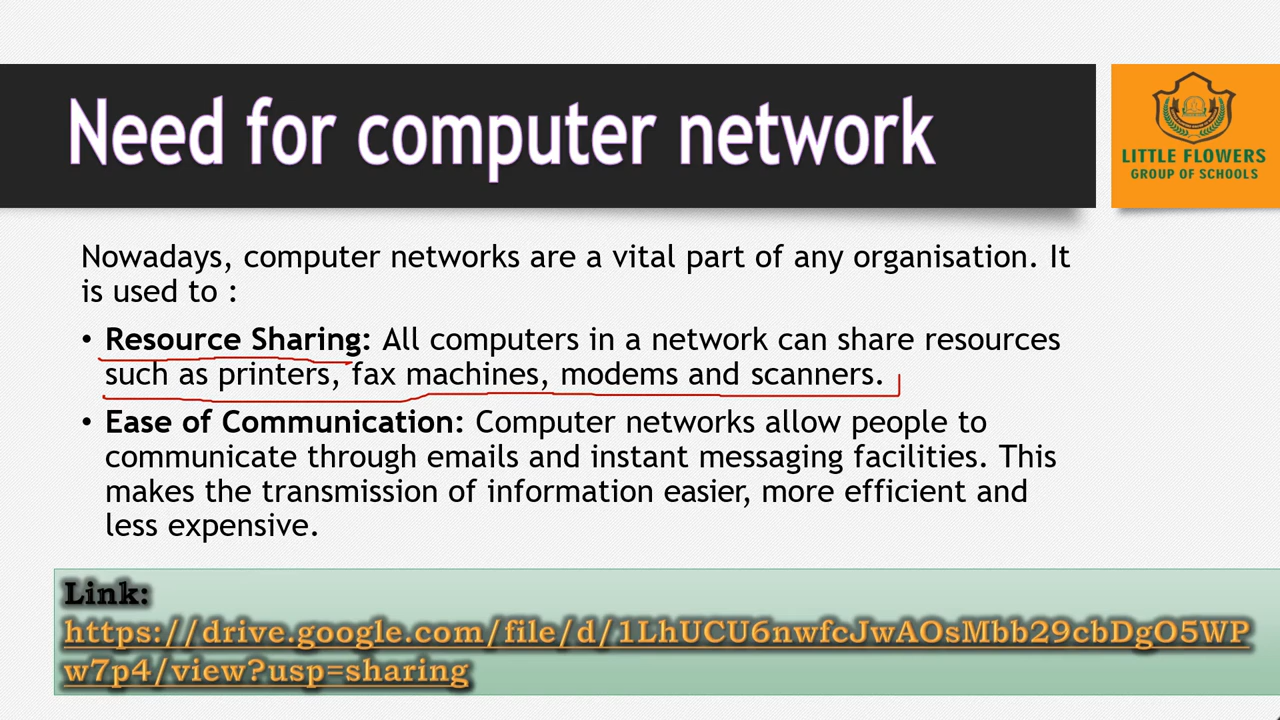 Need for computer network
LITTLE FLOWERS
GROUP OF SCHOOLS
Nowadays, computer networks are a vital part of any organisation. It
is used to :
• Resource Sharing: All computers in a network can share resources
such as printers, fax machines, modems and scanners.
• Ease of Communication: Computer networks allow people to
communicate through emails and instant messaging facilities. This
makes the transmission of information easier, more efficient and
less expensive.
Link:
https://drive.google.com/file/d/1LhUCU6nwfcJwAOsMbb29cbDgO5WP
w7p4/view?usp=sharing